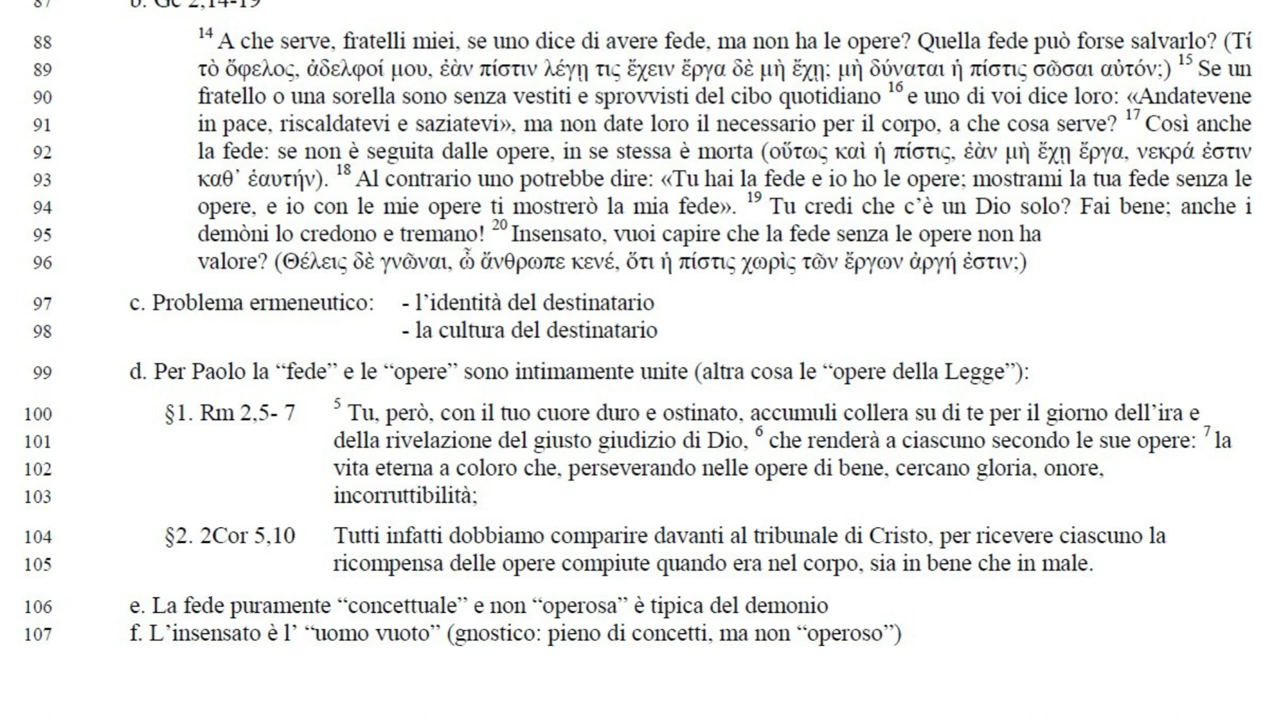 87 b. Gc 2,14-19
88 14 A che serve, fratelli miei, se uno dice di avere fede, ma non ha le opere? Quella fede può forse salvarlo? (Τί
89 τὸ ὄφελος, ἀδελφοί μου, ἐὰν πίστιν λέγῃ τις ἔχειν ἔργα δὲ μὴ ἔχῃ; μὴ δύναται ἡ πίστις σῶσαι αὐτόν;) 15 Se un
90 fratello o una sorella sono senza vestiti e sprovvisti del cibo quotidiano 16 e uno di voi dice loro: «Andatevene
91 in pace, riscaldatevi e saziatevi», ma non date loro il necessario per il corpo, a che cosa serve? 17 Così anche
92 la fede: se non è seguita dalle opere, in se stessa è morta (οὕτως καὶ ἡ πίστις, ἐὰν μὴ ἔχῃ ἔργα, νεκρά ἐστιν
93 καθ᾽ ἑαυτήν). 18 Al contrario uno potrebbe dire: «Tu hai la fede e io ho le opere; mostrami la tua fede senza le
94 opere, e io con le mie opere ti mostrerò la mia fede». 19 Tu credi che c’è un Dio solo? Fai bene; anche i
95 demòni lo credono e tremano! 20 Insensato, vuoi capire che la fede senza le opere non ha
96 valore? (Θέλεις δὲ γνῶναι, ὦ ἄνθρωπε κενέ, ὅτι ἡ πίστις χωρὶς τῶν ἔργων ἀργή ἐστιν;)
97 c. Problema ermeneutico: - l’identità del destinatario
98 - la cultura del destinatario
99 d. Per Paolo la “fede” e le “opere” sono intimamente unite (altra cosa le “opere della Legge”):
100 §1. Rm 2,5- 7 5 Tu, però, con il tuo cuore duro e ostinato, accumuli collera su di te per il giorno dell’ira e
101 della rivelazione del giusto giudizio di Dio, 6 che renderà a ciascuno secondo le sue opere: 7 la
102 vita eterna a coloro che, perseverando nelle opere di bene, cercano gloria, onore,
103 incorruttibilità;
104 §2. 2Cor 5,10 Tutti infatti dobbiamo comparire davanti al tribunale di Cristo, per ricevere ciascuno la
105 ricompensa delle opere compiute quando era nel corpo, sia in bene che in male.
106 e. La fede puramente “concettuale” e non “operosa” è tipica del demonio
107 f. L’insensato è l’ “uomo vuoto” (gnostico: pieno di concetti, ma non “operoso”)